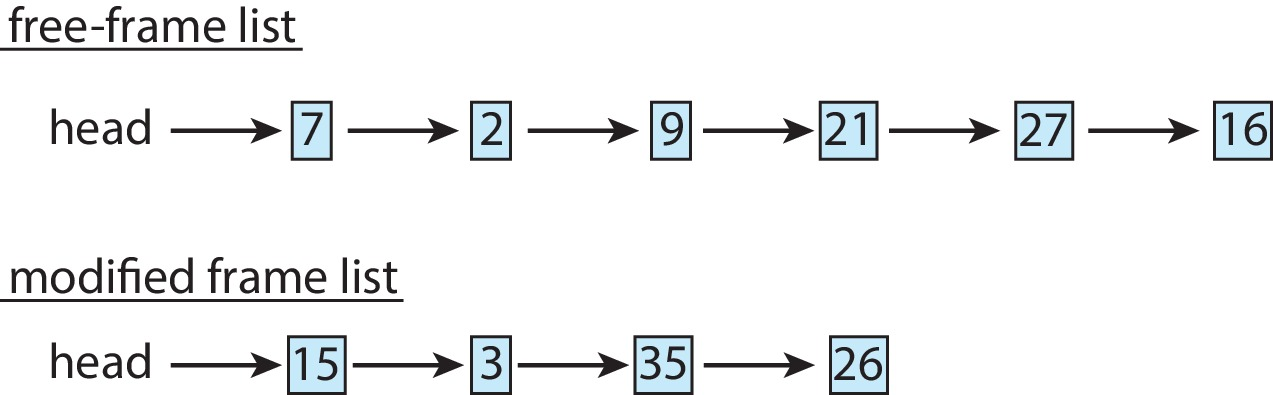 free-frame list
head 7 2 9 21 27 16
modified frame list
head 15 3 35 26